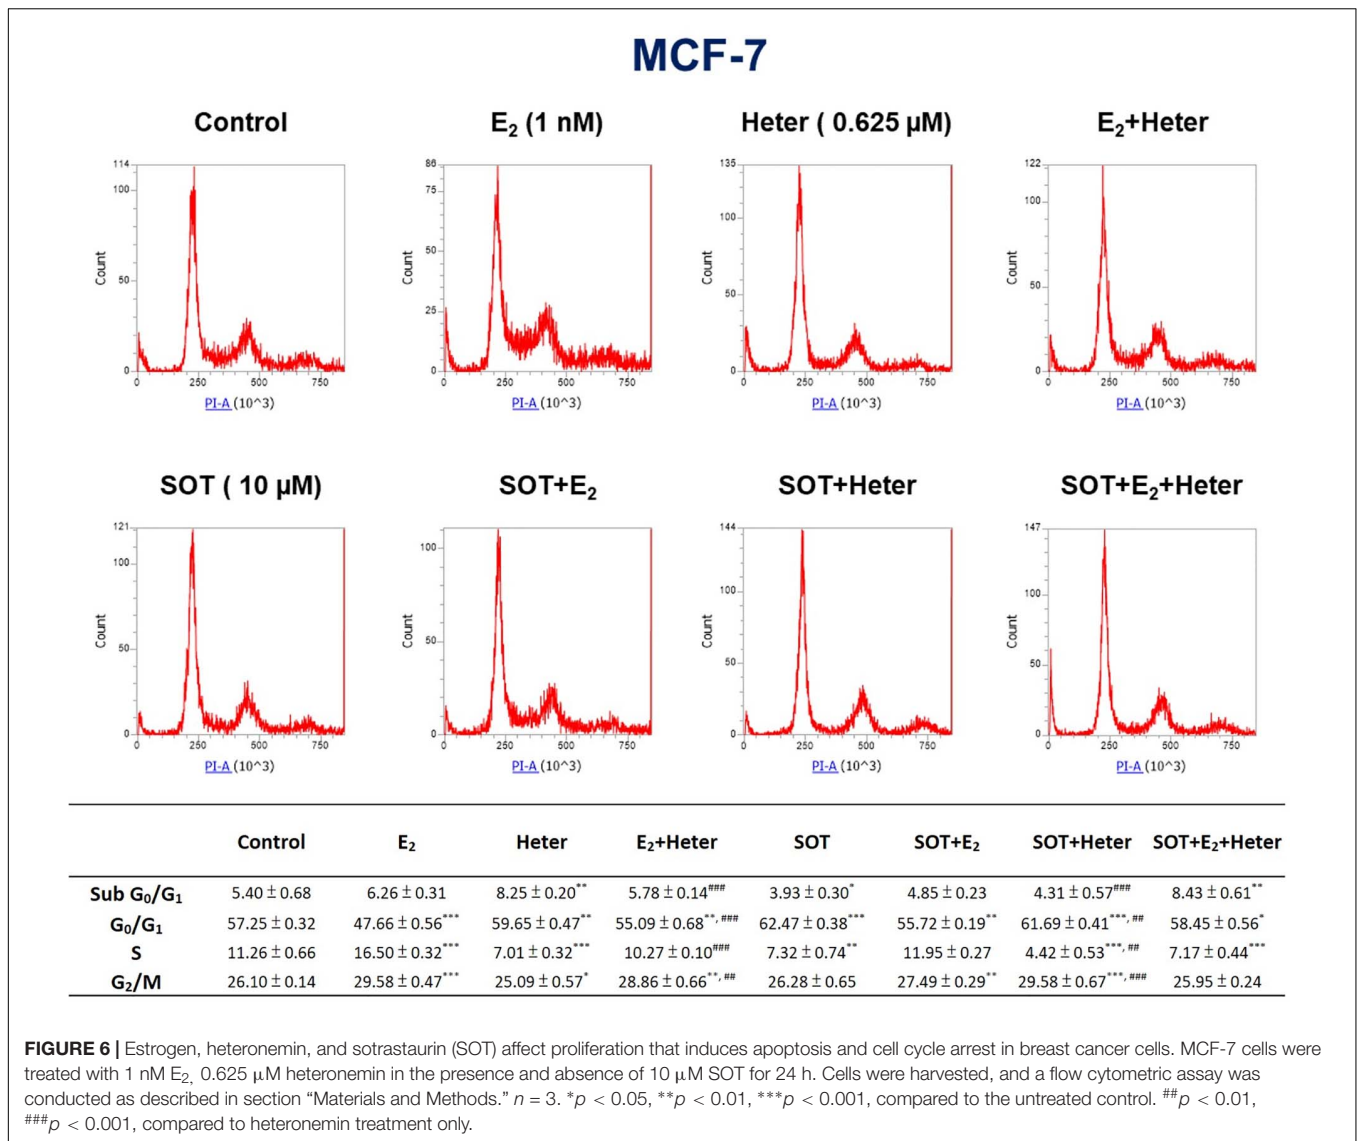 MCF-7
Control
E₂ (1 nM)
Heter ( 0.625 µM)
E₂+Heter
114
100
50
0
Count
0 250 500 750
PI-A (10^3)
86
75
50
25
0
Count
0 250 500 750
PI-A (10^3)
135
100
50
0
Count
0 250 500 750
PI-A (10^3)
122
100
50
0
Count
0 250 500 750
PI-A (10^3)
SOT ( 10 µM)
SOT+E₂
SOT+Heter
SOT+E₂+Heter
121
100
50
0
Count
0 250 500 750
PI-A (10^3)
100
50
0
Count
0 250 500 750
PI-A (10^3)
144
100
50
0
Count
0 250 500 750
PI-A (10^3)
147
100
50
0
Count
0 250 500 750
PI-A (10^3)
Control E₂ Heter E₂+Heter SOT SOT+E₂ SOT+Heter SOT+E₂+Heter
Sub G₀/G₁ 5.40 ± 0.68 6.26 ± 0.31 8.25 ± 0.20** 5.78 ± 0.14### 3.93 ± 0.30* 4.85 ± 0.23 4.31 ± 0.57### 8.43 ± 0.61**
G₀/G₁ 57.25 ± 0.32 47.66 ± 0.56*** 59.65 ± 0.47** 55.09 ± 0.68**, ### 62.47 ± 0.38*** 55.72 ± 0.19** 61.69 ± 0.41***, ## 58.45 ± 0.56*
S 11.26 ± 0.66 16.50 ± 0.32*** 7.01 ± 0.32*** 10.27 ± 0.10### 7.32 ± 0.74** 11.95 ± 0.27 4.42 ± 0.53***, ## 7.17 ± 0.44***
G₂/M 26.10 ± 0.14 29.58 ± 0.47*** 25.09 ± 0.57* 28.86 ± 0.66**, ## 26.28 ± 0.65 27.49 ± 0.29** 29.58 ± 0.67***, ### 25.95 ± 0.24
FIGURE 6 | Estrogen, heteronemin, and sotrastaurin (SOT) affect proliferation that induces apoptosis and cell cycle arrest in breast cancer cells. MCF-7 cells were
treated with 1 nM E₂, 0.625 µM heteronemin in the presence and absence of 10 µM SOT for 24 h. Cells were harvested, and a flow cytometric assay was
conducted as described in section “Materials and Methods.” n = 3. *p < 0.05, **p < 0.01, ***p < 0.001, compared to the untreated control. ##p < 0.01,
###p < 0.001, compared to heteronemin treatment only.